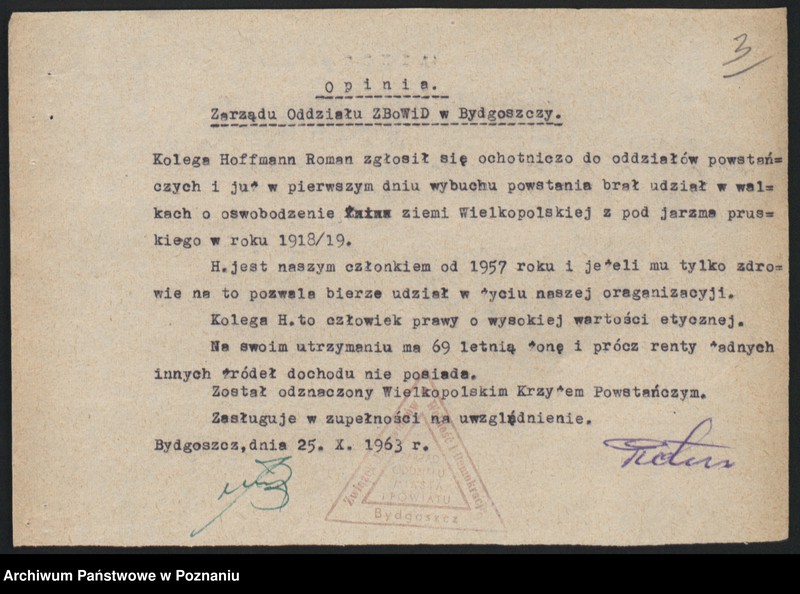 3
O p i n i a.
Zarządu Oddziału ZBoWiD w Bydgoszczy.
Kolega Hoffmann Roman zgłosił się ochotniczo do oddziałów powstań=
czych i ju* w pierwszym dniu wybuchu powstania brał udział w wal=
kach o oswobodzenie ziemi Wielkopolskiej z pod jarzma prus=
kiego w roku 1918/19.
H.jest naszym członkiem od 1957 roku i je*eli mu tylko zdro=
wie na to pozwala bierze udział w *yciu naszej oraganizacyji.
Kolega H.to człowiek prawy o wysokiej wartości etycznej.
Na swoim utrzymaniu ma 69 letnią *onę i prócz renty *adnych
innych *ródeł dochodu nie posiada.
Został odznaczony Wielkopolskim Krzy*em Powstańczym.
Zasługuje w zupełności na uwzględnienie.
Bydgoszcz,dnia 25. X. 1963 r.
Demokrację
MIASTA
I POWIATU
Bydgoszcz
Archiwum Państwowe w Poznaniu